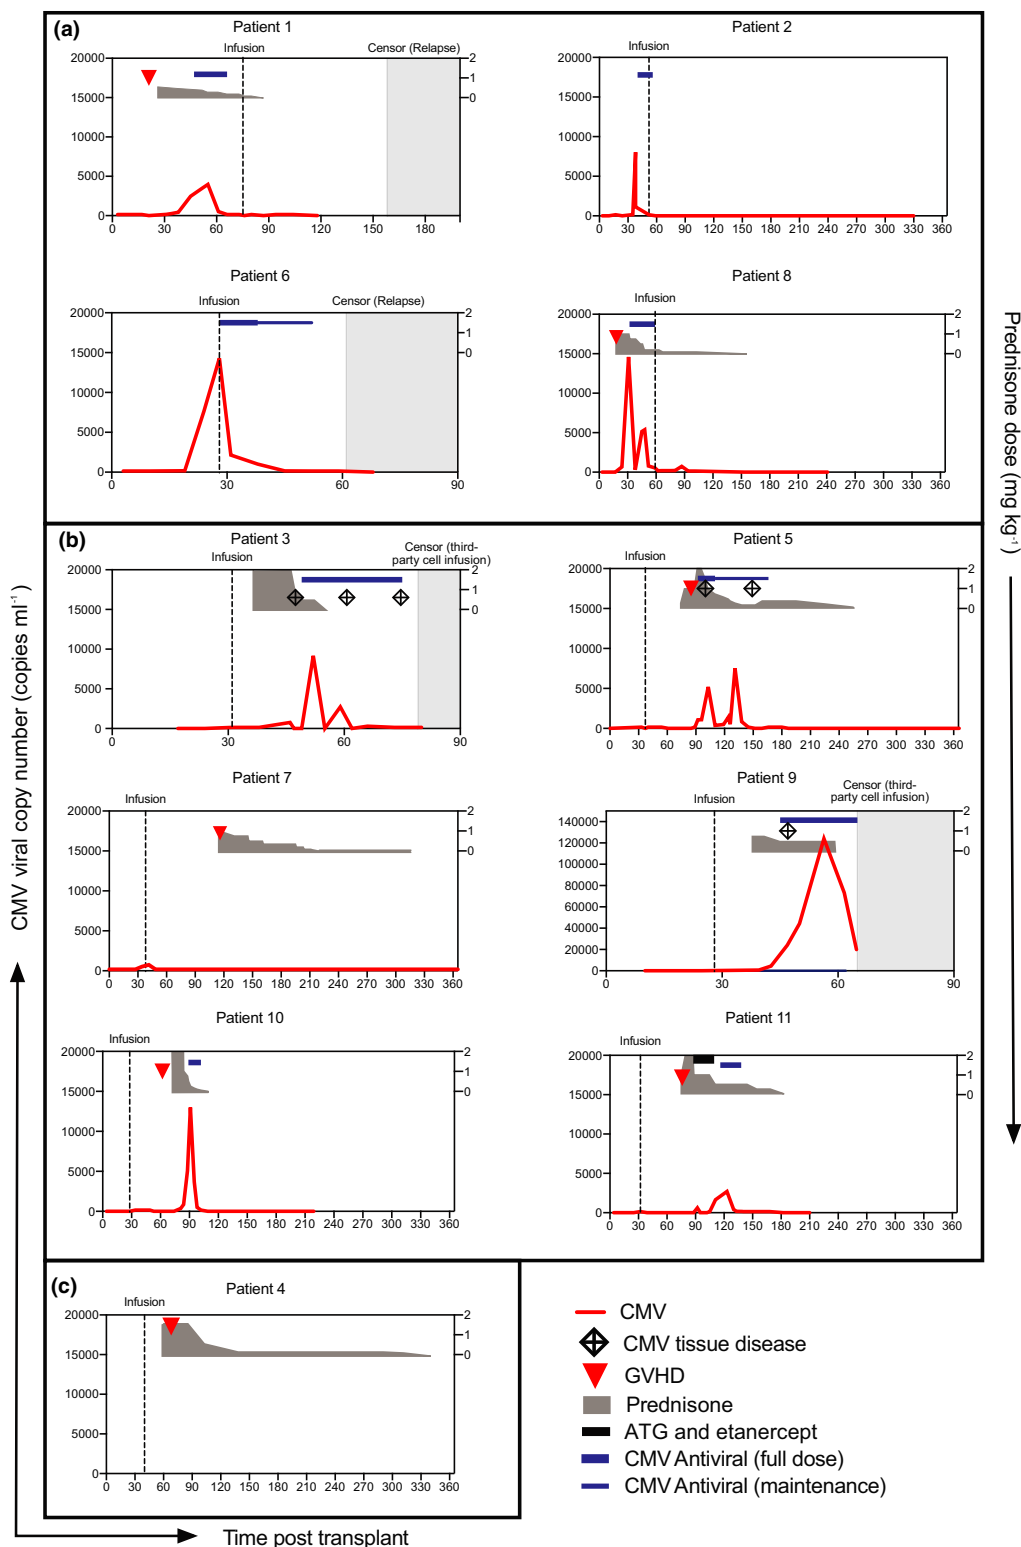 (a)
Patient 1
Infusion
Censor (Relapse)
20000
15000
10000
5000
0
2
1
0
0 30 60 90 120 150 180
Patient 2
Infusion
20000
15000
10000
5000
0
0 30 60 90 120 150 180 210 240 270 300 330 360
Patient 6
Infusion
Censor (Relapse)
20000
15000
10000
5000
0
2
1
0
0 30 60 90
Patient 8
Infusion
20000
15000
10000
5000
0
2
1
0
0 30 60 90 120 150 180 210 240 270 300 330 360
(b)
Patient 3
Infusion
Censor (third-
party cell infusion)
20000
15000
10000
5000
0
2
1
0
0 30 60 90
Patient 5
Infusion
20000
15000
10000
5000
0
2
1
0
0 30 60 90 120 150 180 210 240 270 300 330 360
Patient 7
Infusion
20000
15000
10000
5000
0
2
1
0
0 30 60 90 120 150 180 210 240 270 300 330 360
Patient 9
Infusion
Censor (third-
party cell infusion)
140000
120000
100000
80000
60000
40000
20000
0
2
1
0
0 30 60 90
Patient 10
Infusion
20000
15000
10000
5000
0
2
1
0
0 30 60 90 120 150 180 210 240 270 300 330 360
Patient 11
Infusion
20000
15000
10000
5000
0
2
1
0
0 30 60 90 120 150 180 210 240 270 300 330 360
(c)
Patient 4
Infusion
20000
15000
10000
5000
0
2
1
0
0 30 60 90 120 150 180 210 240 270 300 330 360
CMV
CMV tissue disease
GVHD
Prednisone
ATG and etanercept
CMV Antiviral (full dose)
CMV Antiviral (maintenance)
CMV viral copy number (copies ml⁻¹)
Prednisone dose (mg kg⁻¹)
Time post transplant